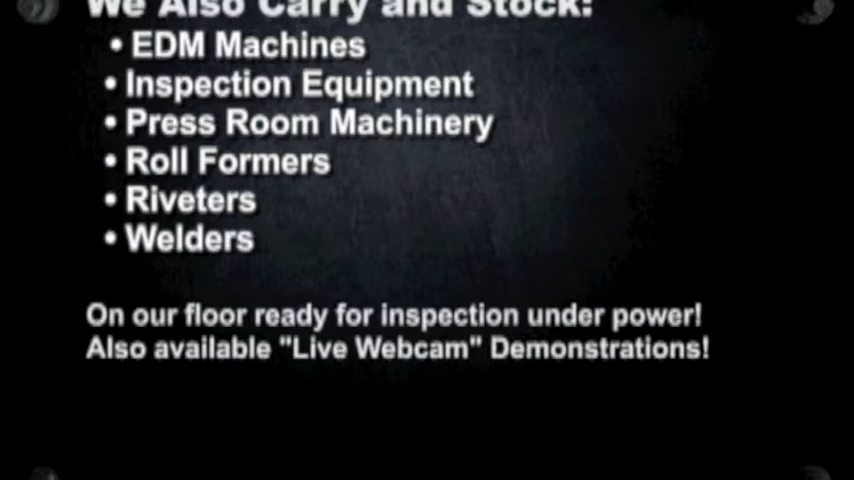 We Also Carry and Stock:
• EDM Machines
• Inspection Equipment
• Press Room Machinery
• Roll Formers
• Riveters
• Welders
On our floor ready for inspection under power!
Also available "Live Webcam" Demonstrations!